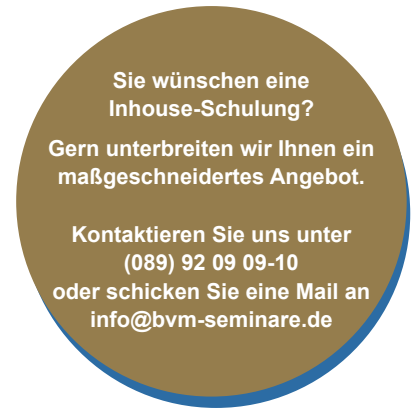 Sie wünschen eine
Inhouse-Schulung?
Gern unterbreiten wir Ihnen ein
maßgeschneidertes Angebot.
Kontaktieren Sie uns unter
(089) 92 09 09-10
oder schicken Sie eine Mail an
info@bvm-seminare.de